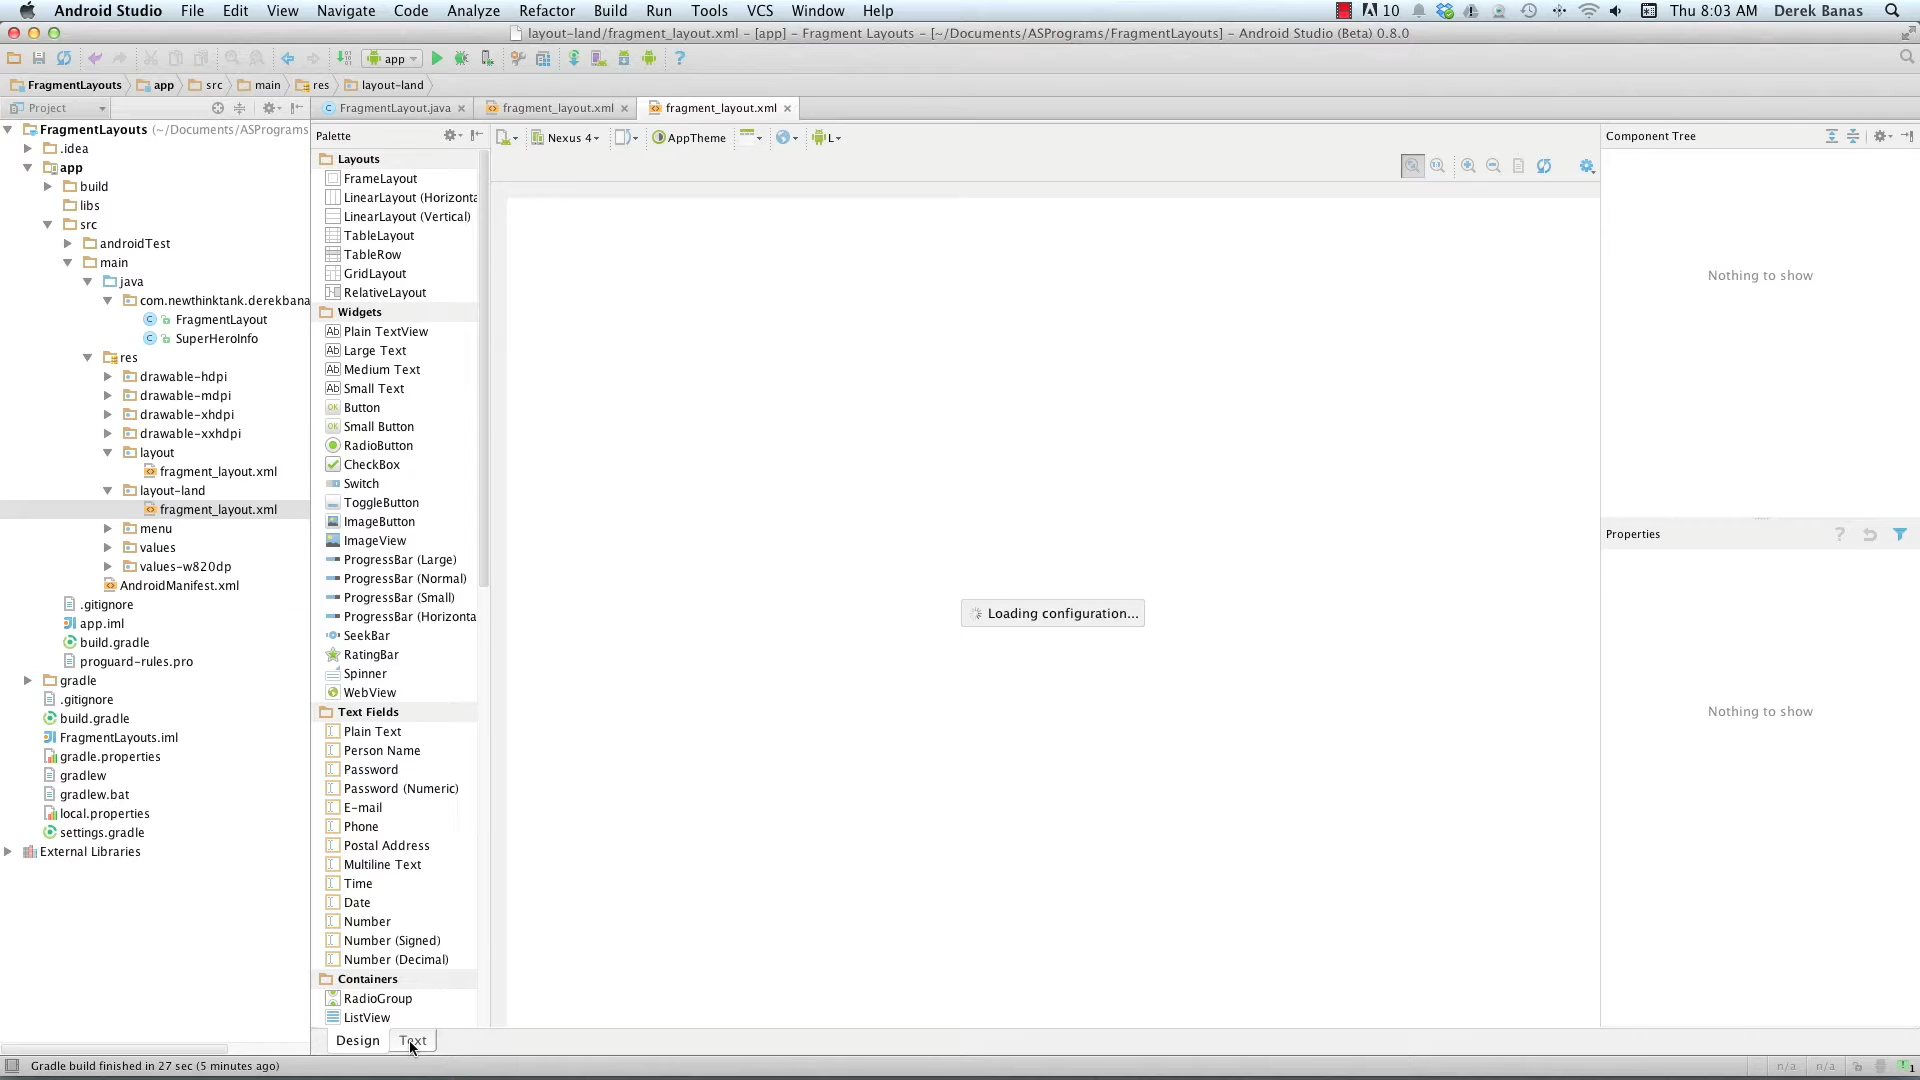 Android Studio File Edit View Navigate Code Analyze Refactor Build Run Tools VCS Window Help 10 Thu 8:03 AM Derek Banas
layout-land/fragment_layout.xml - [app] - Fragment Layouts - [~/Documents/ASPrograms/FragmentLayouts] - Android Studio (Beta) 0.8.0
app
FragmentLayouts app src main res layout-land
Project
FragmentLayouts (~/Documents/ASPrograms
.idea
app
build
libs
src
androidTest
main
java
com.newthinktank.derekbana
FragmentLayout
SuperHeroInfo
res
drawable-hdpi
drawable-mdpi
drawable-xhdpi
drawable-xxhdpi
layout
fragment_layout.xml
layout-land
fragment_layout.xml
menu
values
values-w820dp
AndroidManifest.xml
.gitignore
app.iml
build.gradle
proguard-rules.pro
gradle
.gitignore
build.gradle
FragmentLayouts.iml
gradle.properties
gradlew
gradlew.bat
local.properties
settings.gradle
External Libraries
FragmentLayout.java fragment_layout.xml fragment_layout.xml
Palette
Layouts
FrameLayout
LinearLayout (Horizonta
LinearLayout (Vertical)
TableLayout
TableRow
GridLayout
RelativeLayout
Widgets
Ab Plain TextView
Ab Large Text
Ab Medium Text
Ab Small Text
OK Button
OK Small Button
RadioButton
CheckBox
Switch
ToggleButton
ImageButton
ImageView
ProgressBar (Large)
ProgressBar (Normal)
ProgressBar (Small)
ProgressBar (Horizonta
SeekBar
RatingBar
Spinner
WebView
Text Fields
Plain Text
Person Name
Password
Password (Numeric)
E-mail
Phone
Postal Address
Multiline Text
Time
Date
Number
Number (Signed)
Number (Decimal)
Containers
RadioGroup
ListView
Design Text
Nexus 4 AppTheme L
Loading configuration...
Component Tree
Nothing to show
Properties
Nothing to show
Gradle build finished in 27 sec (5 minutes ago) n/a n/a 1